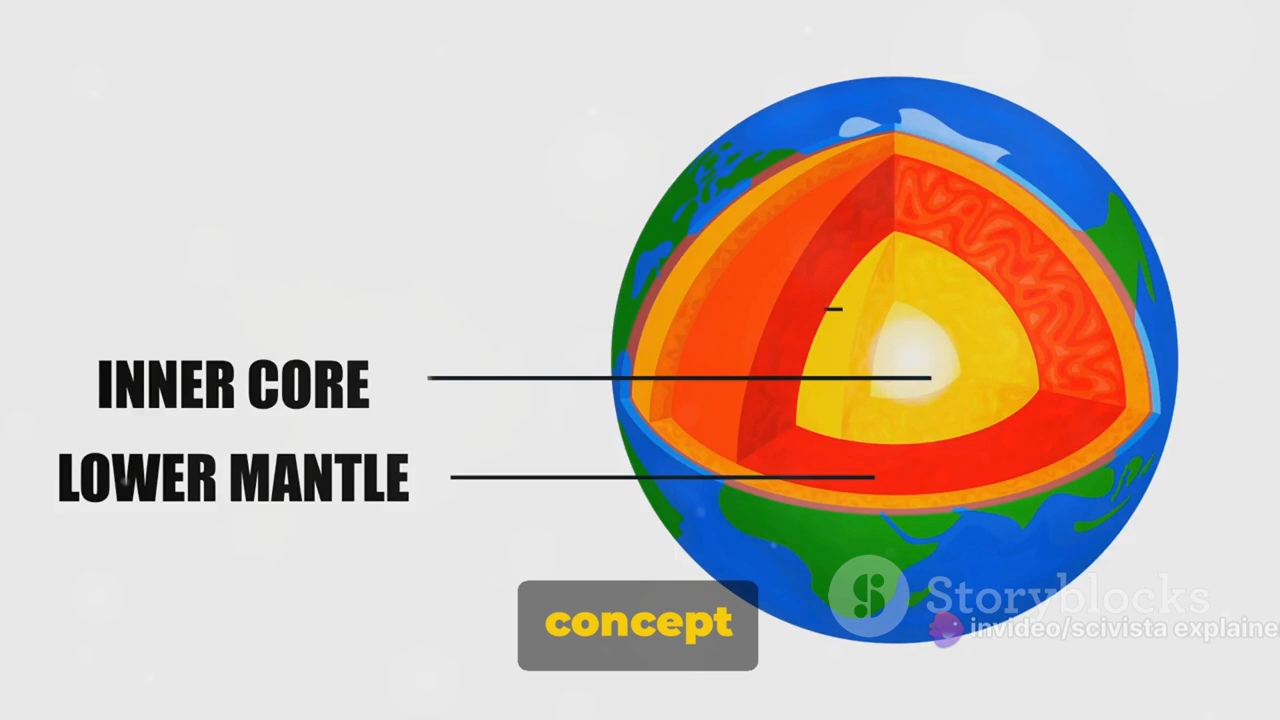 INNER CORE
LOWER MANTLE
concept
Storyblocks
invideo/scivista explaine